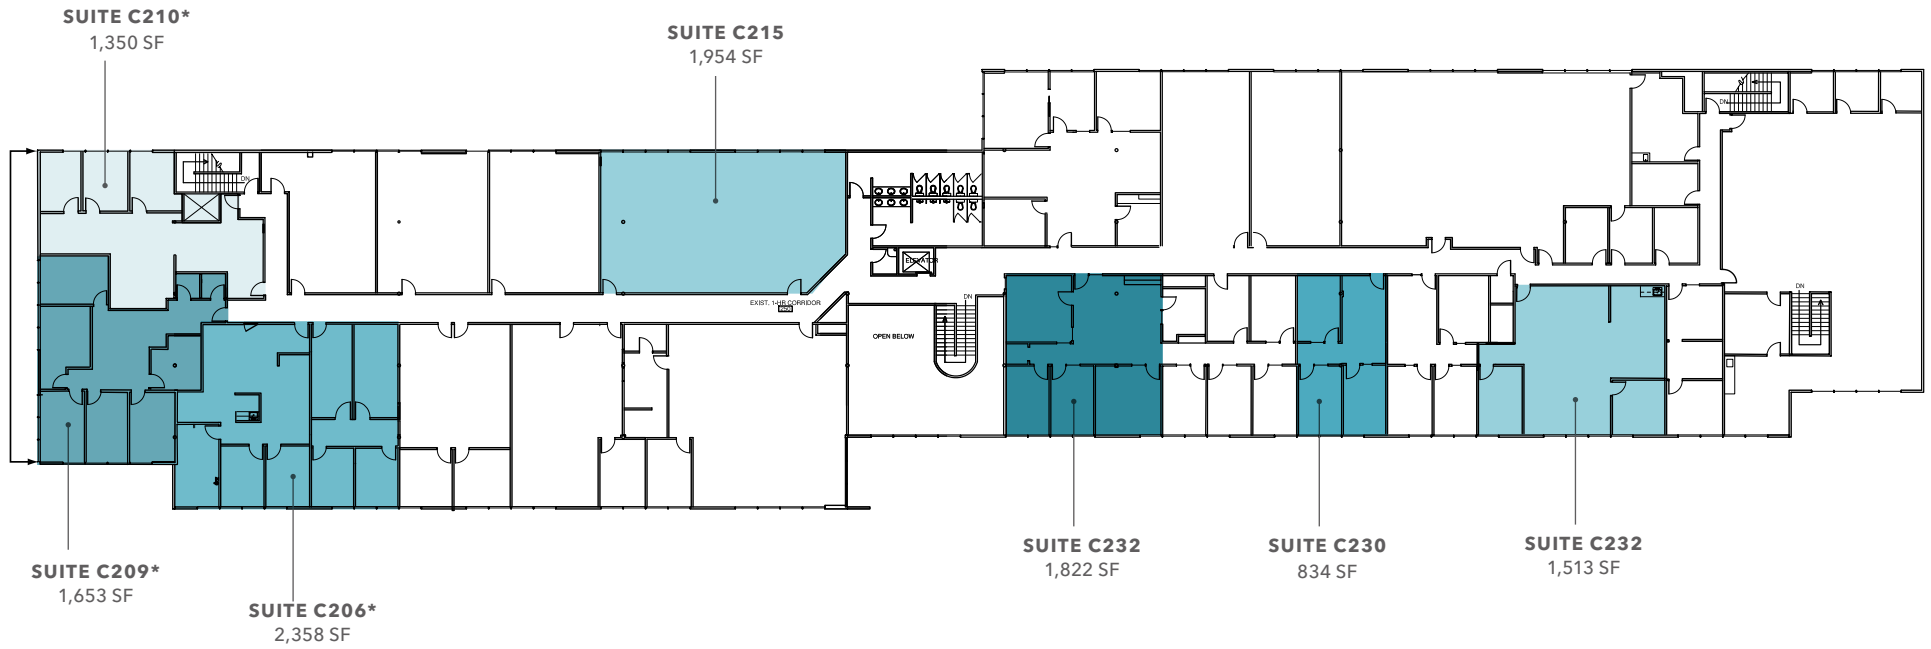 SUITE C210*
1,350 SF
SUITE C215
1,954 SF
DN
DN
ELEVATOR
DN
EXIST. 1-HR CORRIDOR
DN
OPEN BELOW
SUITE C232
1,822 SF
SUITE C230
834 SF
SUITE C232
1,513 SF
SUITE C209*
1,653 SF
SUITE C206*
2,358 SF